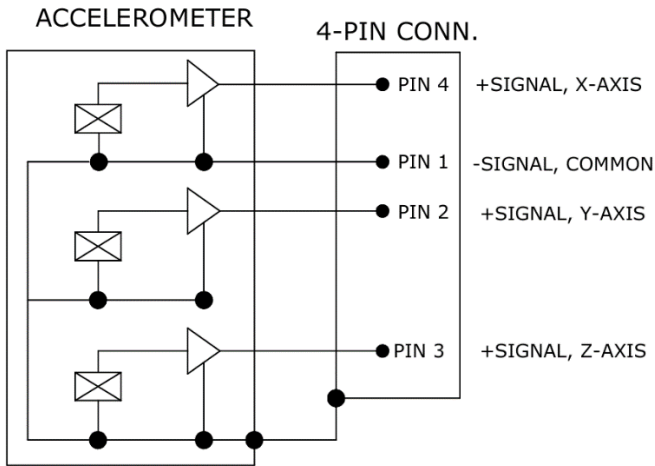 ACCELEROMETER
4-PIN CONN.
PIN 4 +SIGNAL, X-AXIS
PIN 1 -SIGNAL, COMMON
PIN 2 +SIGNAL, Y-AXIS
PIN 3 +SIGNAL, Z-AXIS